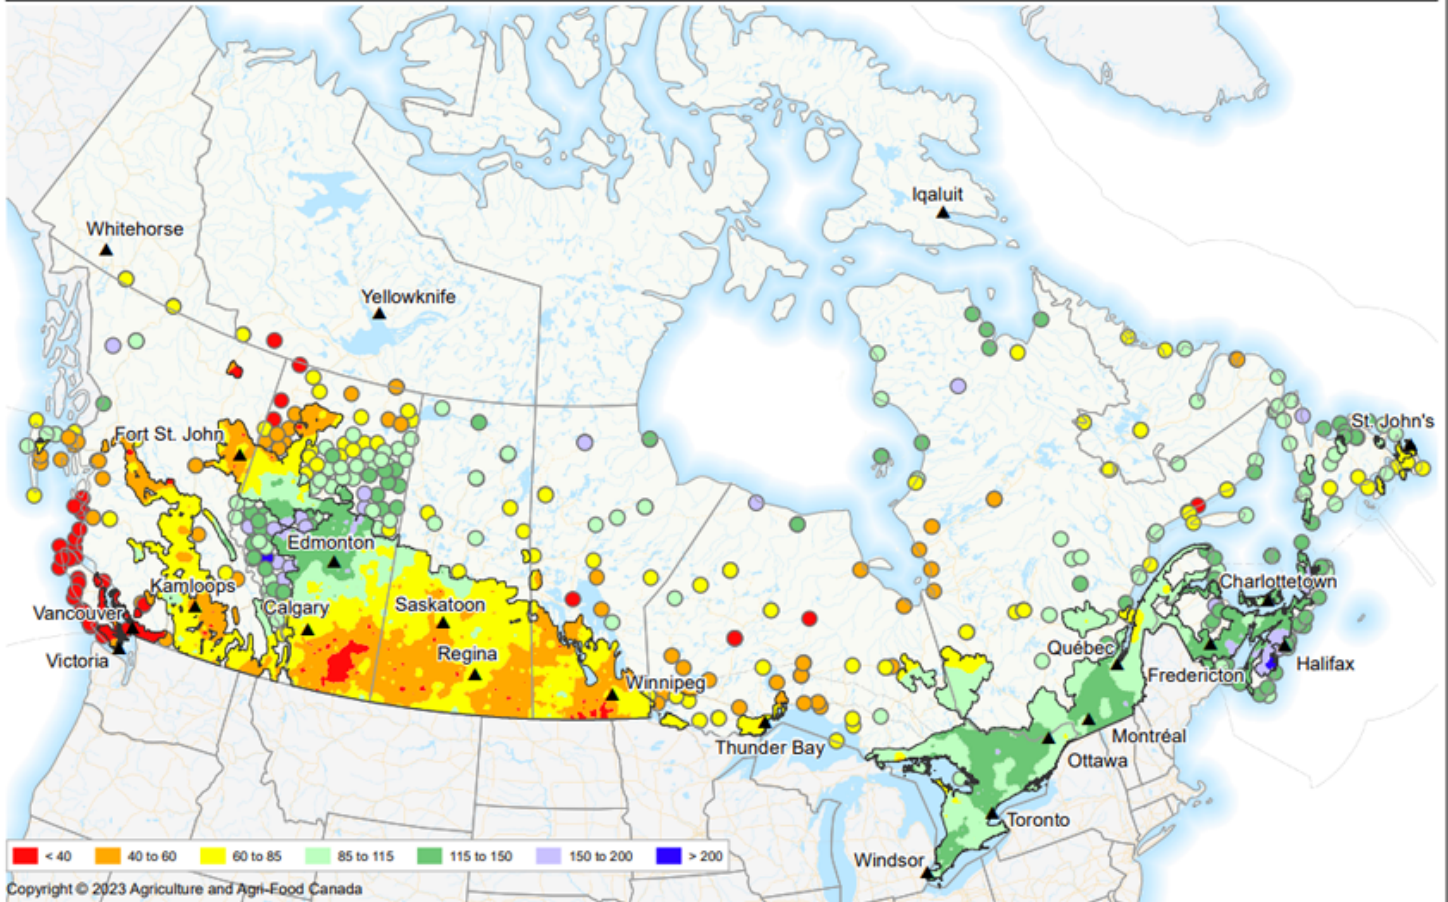 Iqaluit
Whitehorse
Yellowknife
St. John's
Fort St. John
Edmonton
Charlottetown
Kamloops
Vancouver
Calgary
Saskatoon
Québec
Victoria
Regina
Halifax
Fredericton
Winnipeg
Montréal
Thunder Bay
Ottawa
Toronto
Windsor
< 40 40 to 60 60 to 85 85 to 115 115 to 150 150 to 200 > 200
Copyright © 2023 Agriculture and Agri-Food Canada